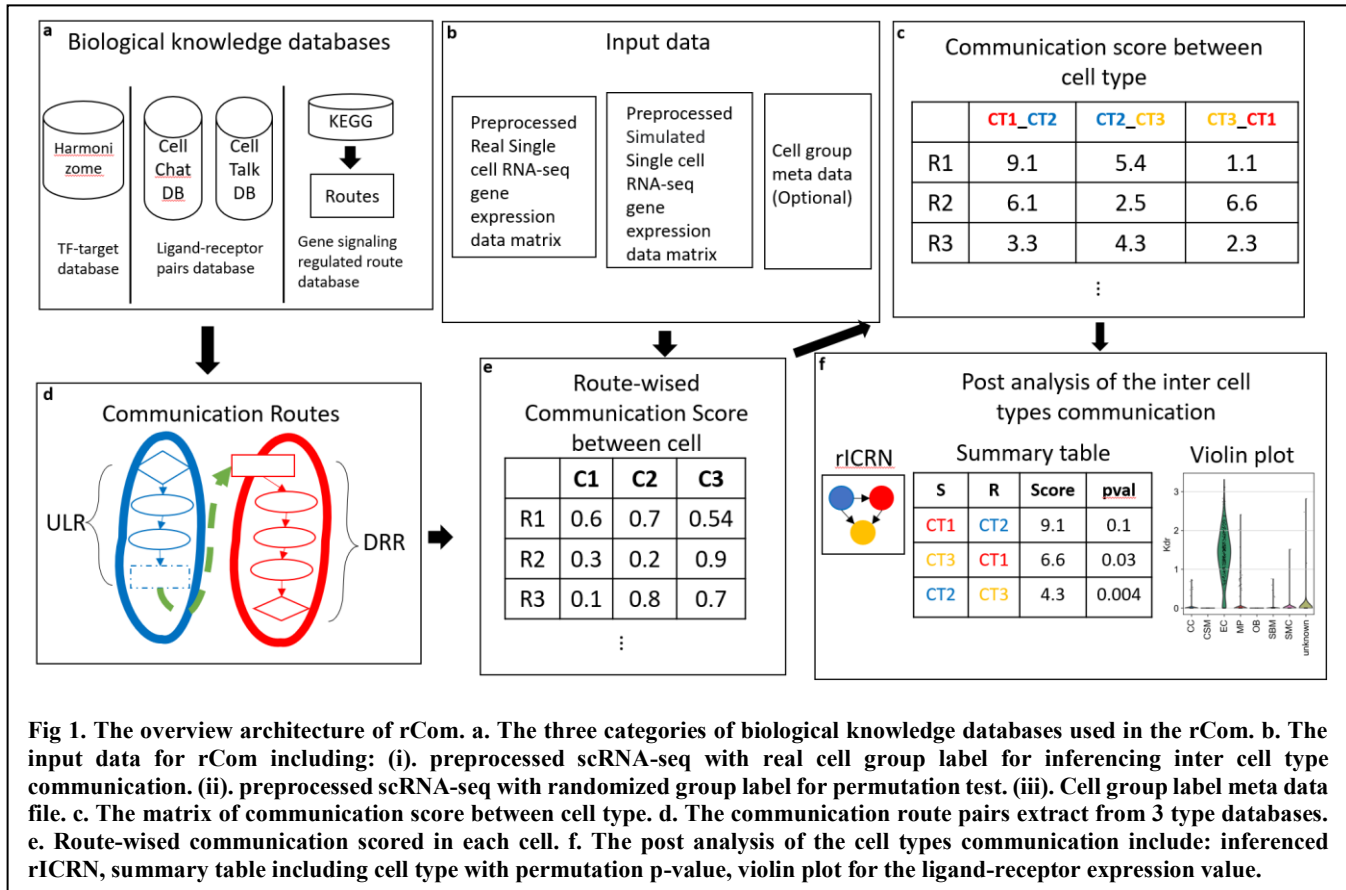 a
Biological knowledge databases
Harmoni
zome
Cell
Chat
DB
Cell
Talk
DB
KEGG
Routes
TF-target
database
Ligand-receptor
pairs database
Gene signaling
regulated route
database
b
Input data
Preprocessed
Real Single
cell RNA-seq
gene
expression
data matrix
Preprocessed
Simulated
Single cell
RNA-seq
gene
expression
data matrix
Cell group
meta data
(Optional)
c
Communication score between
cell type
CT1_CT2 CT2_CT3 CT3_CT1
R1 9.1 5.4 1.1
R2 6.1 2.5 6.6
R3 3.3 4.3 2.3
⋮
d
Communication Routes
ULR
DRR
e
Route-wised
Communication Score
between cell
C1 C2 C3
R1 0.6 0.7 0.54
R2 0.3 0.2 0.9
R3 0.1 0.8 0.7
⋮
f
Post analysis of the inter cell
types communication
rICRN
Summary table
S R Score pval
CT1 CT2 9.1 0.1
CT3 CT1 6.6 0.03
CT2 CT3 4.3 0.004
Violin plot
Kdr
3
2
1
0
CC CSM EC MP OB SBM SMC unknown
Fig 1. The overview architecture of rCom. a. The three categories of biological knowledge databases used in the rCom. b. The
input data for rCom including: (i). preprocessed scRNA-seq with real cell group label for inferencing inter cell type
communication. (ii). preprocessed scRNA-seq with randomized group label for permutation test. (iii). Cell group label meta data
file. c. The matrix of communication score between cell type. d. The communication route pairs extract from 3 type databases.
e. Route-wised communication scored in each cell. f. The post analysis of the cell types communication include: inferenced
rICRN, summary table including cell type with permutation p-value, violin plot for the ligand-receptor expression value.